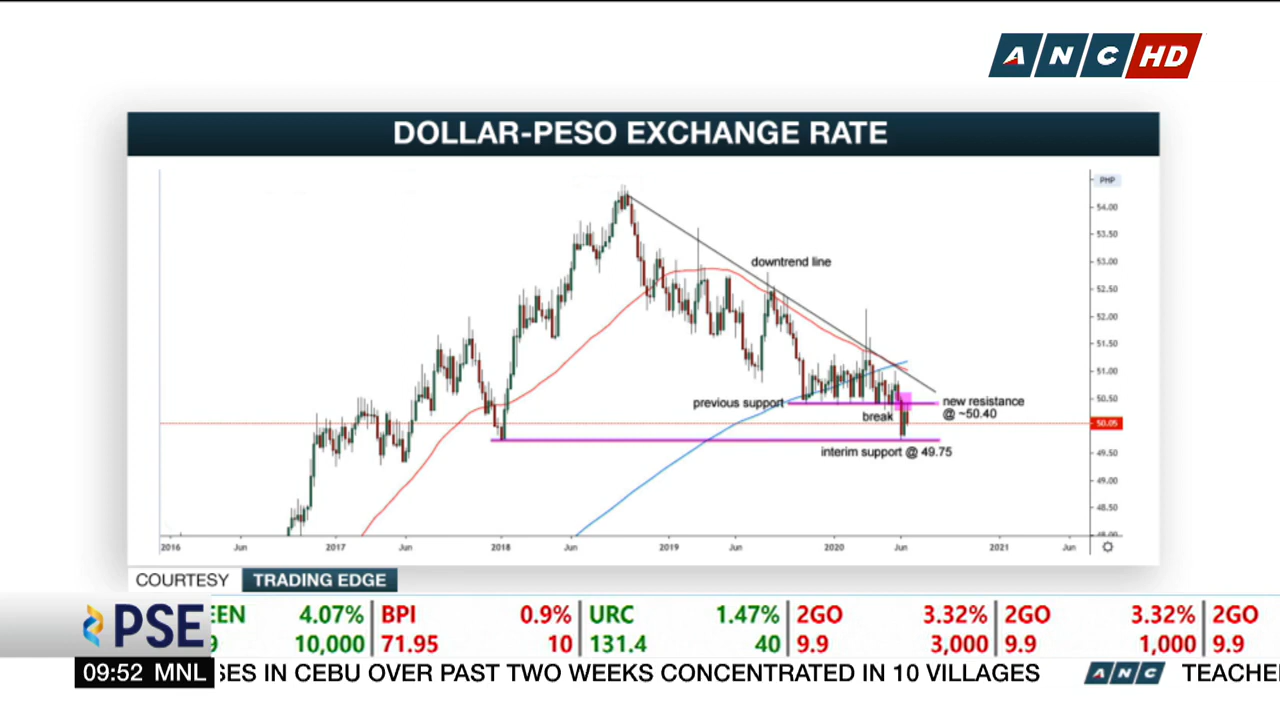 ANC HD
DOLLAR-PESO EXCHANGE RATE
PHP
54.00
53.50
53.00
52.50
52.00
51.50
51.00
50.50
50.05
49.50
49.00
48.50
48.00
downtrend line
previous support
new resistance
@ ~50.40
break
interim support @ 49.75
2016 Jun 2017 Jun 2018 Jun 2019 Jun 2020 Jun 2021 Jun
COURTESY TRADING EDGE
PSE EEN 4.07% BPI 0.9% URC 1.47% 2GO 3.32% 2GO 3.32% 2GO
9 10,000 71.95 10 131.4 40 9.9 3,000 9.9 1,000 9.9
09:52 MNL SES IN CEBU OVER PAST TWO WEEKS CONCENTRATED IN 10 VILLAGES ANC TEACHE